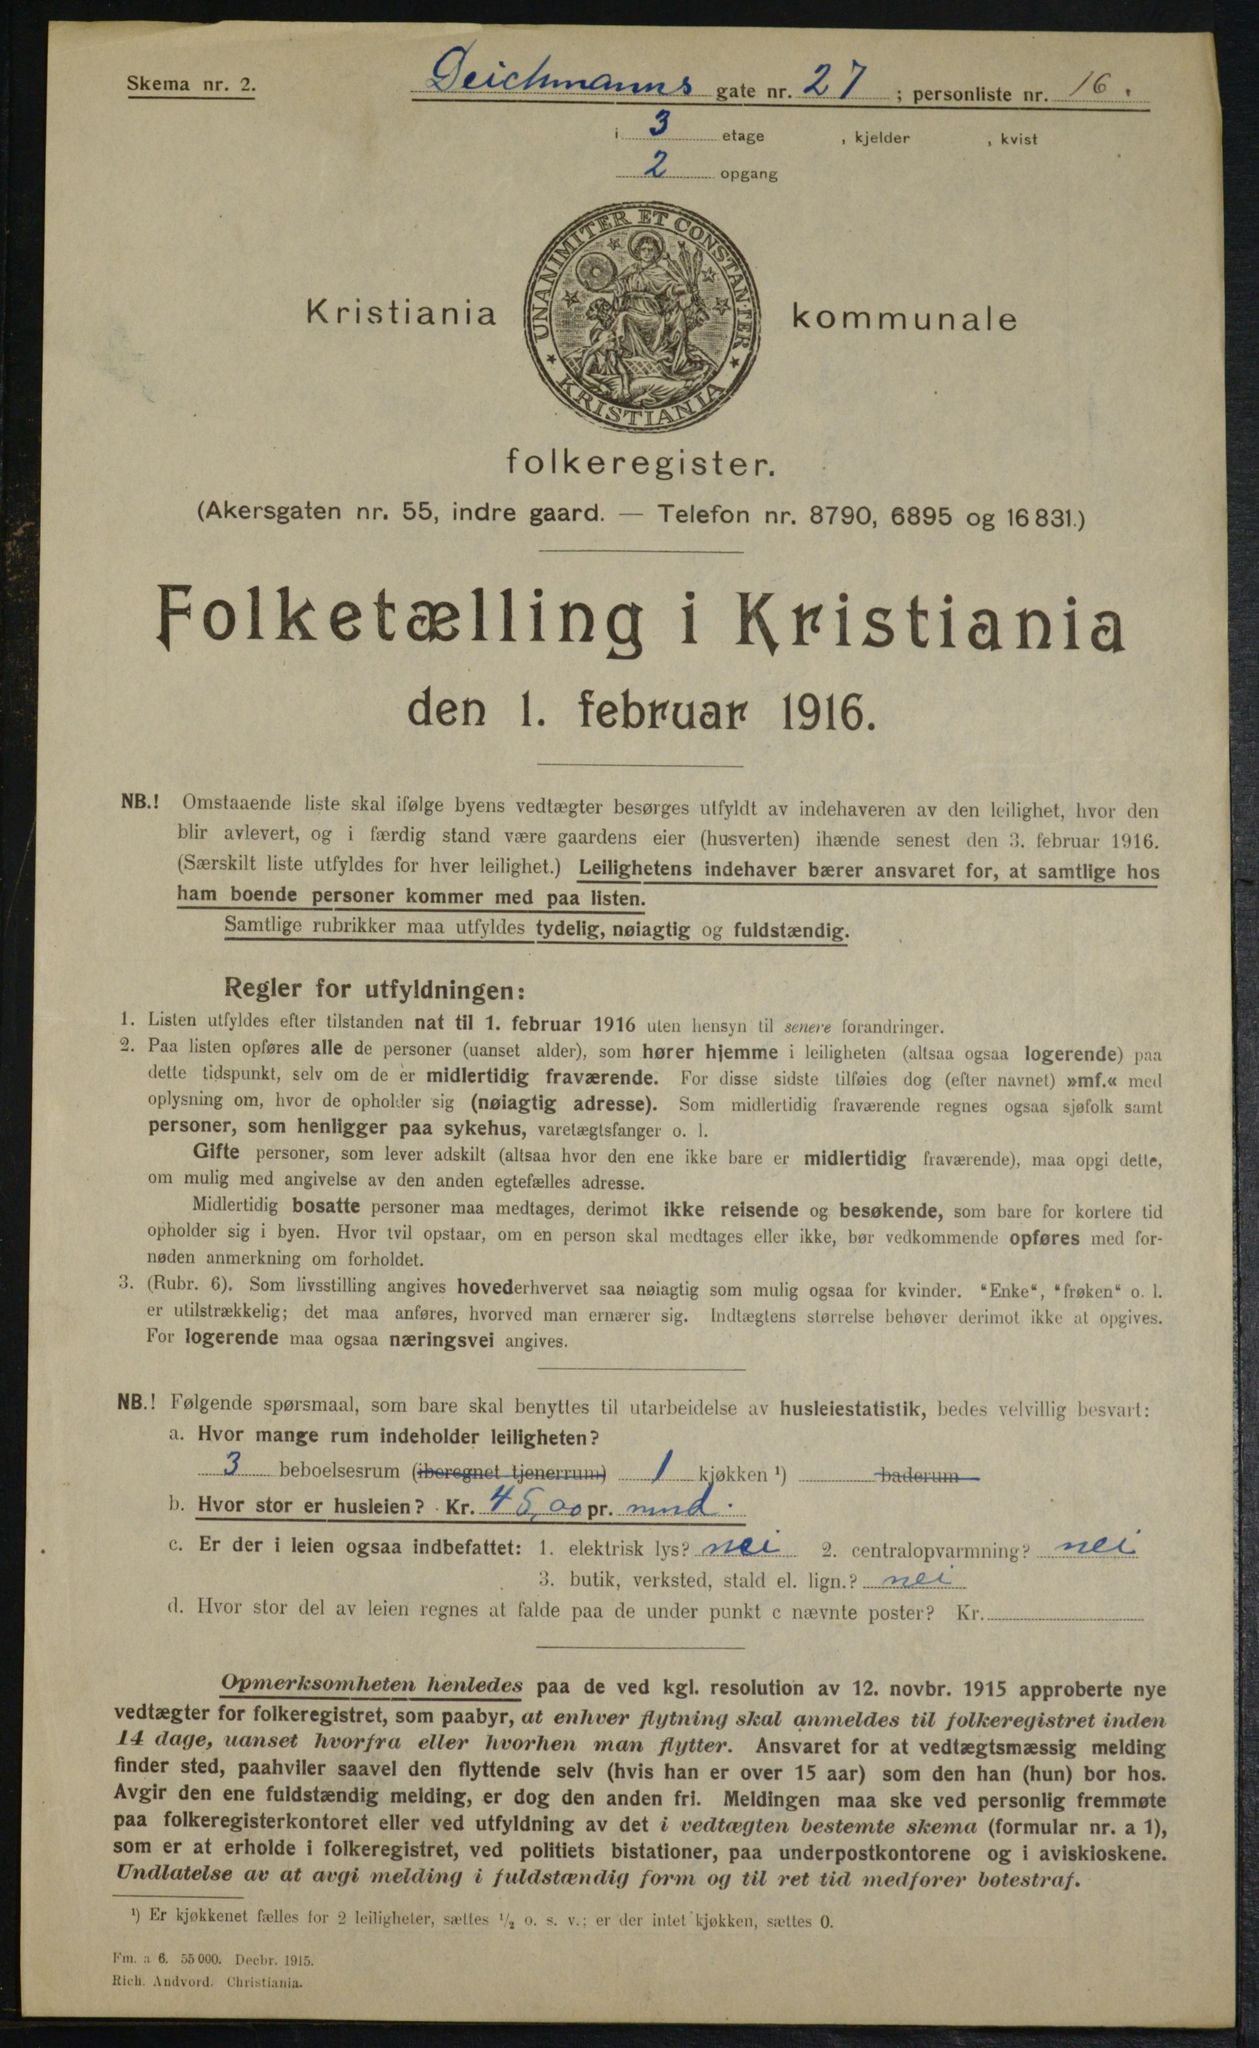 Skema nr. 2.
Deichmanns gate nr. 27 ; personliste nr. 16.
i 3 etage , kjelder , kvist
2 opgang
UNANIMITER ET CONSTANTER
KRISTIANIA
Kristiania kommunale
folkeregister.
(Akersgaten nr. 55, indre gaard. — Telefon nr. 8790, 6895 og 16831.)
Folketælling i Kristiania
den 1. februar 1916.
NB.! Omstaaende liste skal ifølge byens vedtægter besørges utfyldt av indehaveren av den leilighet, hvor den
blir avlevert, og i færdig stand være gaardens eier (husverten) ihænde senest den 3. februar 1916.
(Særskilt liste utfyldes for hver leilighet.) Leilighetens indehaver bærer ansvaret for, at samtlige hos
ham boende personer kommer med paa listen.
Samtlige rubrikker maa utfyldes tydelig, nøiagtig og fuldstændig.
Regler for utfyldningen:
1. Listen utfyldes efter tilstanden nat til 1. februar 1916 uten hensyn til senere forandringer.
2. Paa listen opføres alle de personer (uanset alder), som hører hjemme i leiligheten (altsaa ogsaa logerende) paa
dette tidspunkt, selv om de er midlertidig fraværende. For disse sidste tilføies dog (efter navnet) »mf.« med
oplysning om, hvor de opholder sig (nøiagtig adresse). Som midlertidig fraværende regnes ogsaa sjøfolk samt
personer, som henligger paa sykehus, varetægtsfanger o. l.
Gifte personer, som lever adskilt (altsaa hvor den ene ikke bare er midlertidig fraværende), maa opgi dette,
om mulig med angivelse av den anden egtefælles adresse.
Midlertidig bosatte personer maa medtages, derimot ikke reisende og besøkende, som bare for kortere tid
opholder sig i byen. Hvor tvil opstaar, om en person skal medtages eller ikke, bør vedkommende opføres med for-
nøden anmerkning om forholdet.
3. (Rubr. 6). Som livsstilling angives hovederhvervet saa nøiagtig som mulig ogsaa for kvinder. "Enke“, "frøken“ o. l.
er utilstrækkelig; det maa anføres, hvorved man ernærer sig. Indtægtens størrelse behøver derimot ikke at opgives.
For logerende maa ogsaa næringsvei angives.
NB.! Følgende spørsmaal, som bare skal benyttes til utarbeidelse av husleiestatistik, bedes velvillig besvart:
a. Hvor mange rum indeholder leiligheten?
3 beboelsesrum (iberegnet tjenerrum) 1 kjøkken ¹) baderum
b. Hvor stor er husleien? Kr. 45,00 pr. mnd.
c. Er der i leien ogsaa indbefattet: 1. elektrisk lys? nei 2. centralopvarmning? nei
3. butik, verksted, stald el. lign.? nei
d. Hvor stor del av leien regnes at falde paa de under punkt c nævnte poster? Kr.
Opmerksomheten henledes paa de ved kgl. resolution av 12. novbr. 1915 approberte nye
vedtægter for folkeregistret, som paabyr, at enhver flytning skal anmeldes til folkeregistret inden
14 dage, uanset hvorfra eller hvorhen man flytter. Ansvaret for at vedtægtsmæssig melding
finder sted, paahviler saavel den flyttende selv (hvis han er over 15 aar) som den han (hun) bor hos.
Avgir den ene fuldstændig melding, er dog den anden fri. Meldingen maa ske ved personlig fremmøte
paa folkeregisterkontoret eller ved utfyldning av det i vedtægten bestemte skema (formular nr. a 1),
som er at erholde i folkeregistret, ved politiets bistationer, paa underpostkontorene og i aviskioskene.
Undlatelse av at avgi melding i fuldstændig form og til ret tid medfører bøtestraf.
¹) Er kjøkkenet fælles for 2 leiligheter, sættes ½ o. s. v.; er der intet kjøkken, sættes 0.
Fm. a 6. 55000. Decbr. 1915.
Rich. Andvord. Christiania.